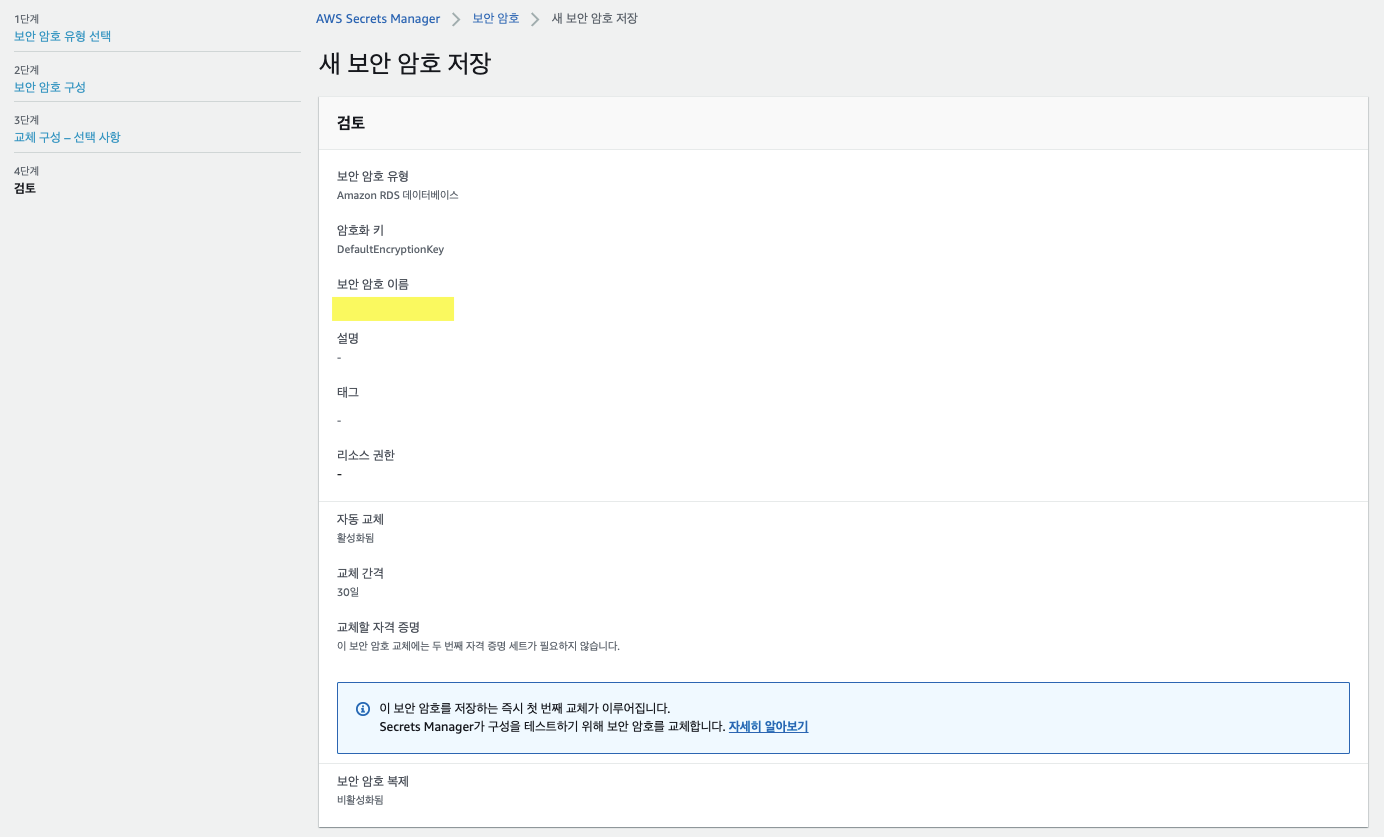 1단계
보안 암호 유형 선택
2단계
보안 암호 구성
3단계
교체 구성 – 선택 사항
4단계
검토
AWS Secrets Manager > 보안 암호 > 새 보안 암호 저장
새 보안 암호 저장
검토
보안 암호 유형
Amazon RDS 데이터베이스
암호화 키
DefaultEncryptionKey
보안 암호 이름
설명
-
태그
-
리소스 권한
-
자동 교체
활성화됨
교체 간격
30일
교체할 자격 증명
이 보안 암호 교체에는 두 번째 자격 증명 세트가 필요하지 않습니다.
이 보안 암호를 저장하는 즉시 첫 번째 교체가 이루어집니다.
Secrets Manager가 구성을 테스트하기 위해 보안 암호를 교체합니다. 자세히 알아보기
보안 암호 복제
비활성화됨